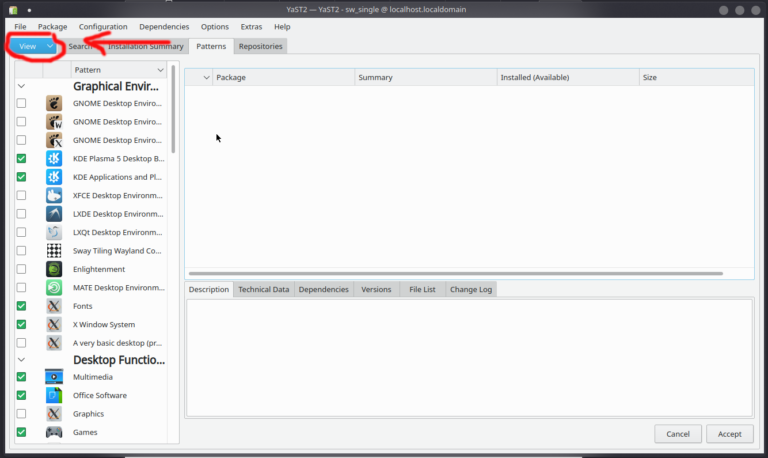 YaST2 — YaST2 - sw_single @ localhost.localdomain
File Package Configuration Dependencies Options Extras Help
View Search Installation Summary Patterns Repositories
Pattern
Graphical Envir...
GNOME Desktop Enviro...
GNOME Desktop Enviro...
GNOME Desktop Enviro...
KDE Plasma 5 Desktop B...
KDE Applications and Pl...
XFCE Desktop Environm...
LXDE Desktop Environm...
LXQt Desktop Environm...
Sway Tiling Wayland Co...
Enlightenment
MATE Desktop Environm...
Fonts
X Window System
A very basic desktop (pr...
Desktop Functio...
Multimedia
Office Software
Graphics
Games
Package Summary Installed (Available) Size
Description Technical Data Dependencies Versions File List Change Log
Cancel Accept